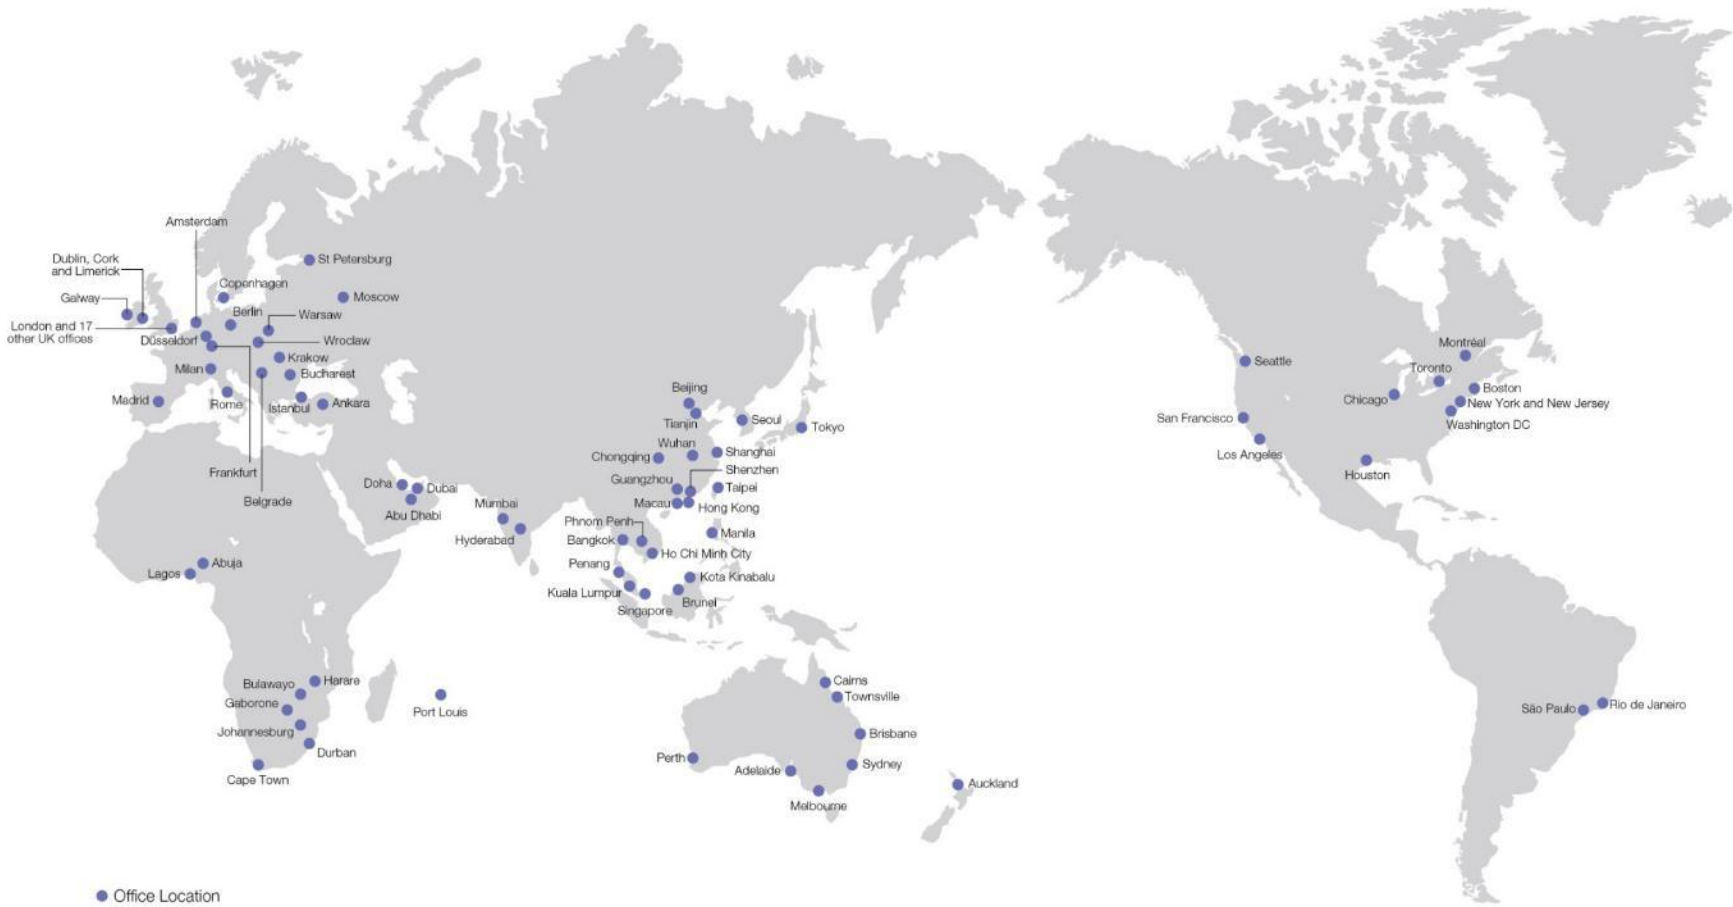 Amsterdam
Dublin, Cork
and Limerick
St Petersburg
Copenhagen
Galway
Moscow
Berlin
Warsaw
London and 17
other UK offices
Düsseldorf
Wroclaw
Krakow
Milan
Bucharest
Madrid
Rome
Istanbul
Ankara
Frankfurt
Belgrade
Beijing
Tianjin
Seoul
Tokyo
Wuhan
Chongqing
Shanghai
Shenzhen
Guangzhou
Taipei
Macau
Hong Kong
Doha
Dubai
Abu Dhabi
Mumbai
Hyderabad
Phnom Penh
Bangkok
Manila
Ho Chi Minh City
Penang
Kota Kinabalu
Kuala Lumpur
Brunei
Singapore
Abuja
Lagos
Harare
Bulawayo
Gaborone
Johannesburg
Durban
Cape Town
Port Louis
Cairns
Townsville
Brisbane
Perth
Adelaide
Sydney
Melbourne
Auckland
Seattle
Montréal
Toronto
Boston
Chicago
New York and New Jersey
San Francisco
Washington DC
Los Angeles
Houston
São Paulo
Rio de Janeiro
Office Location